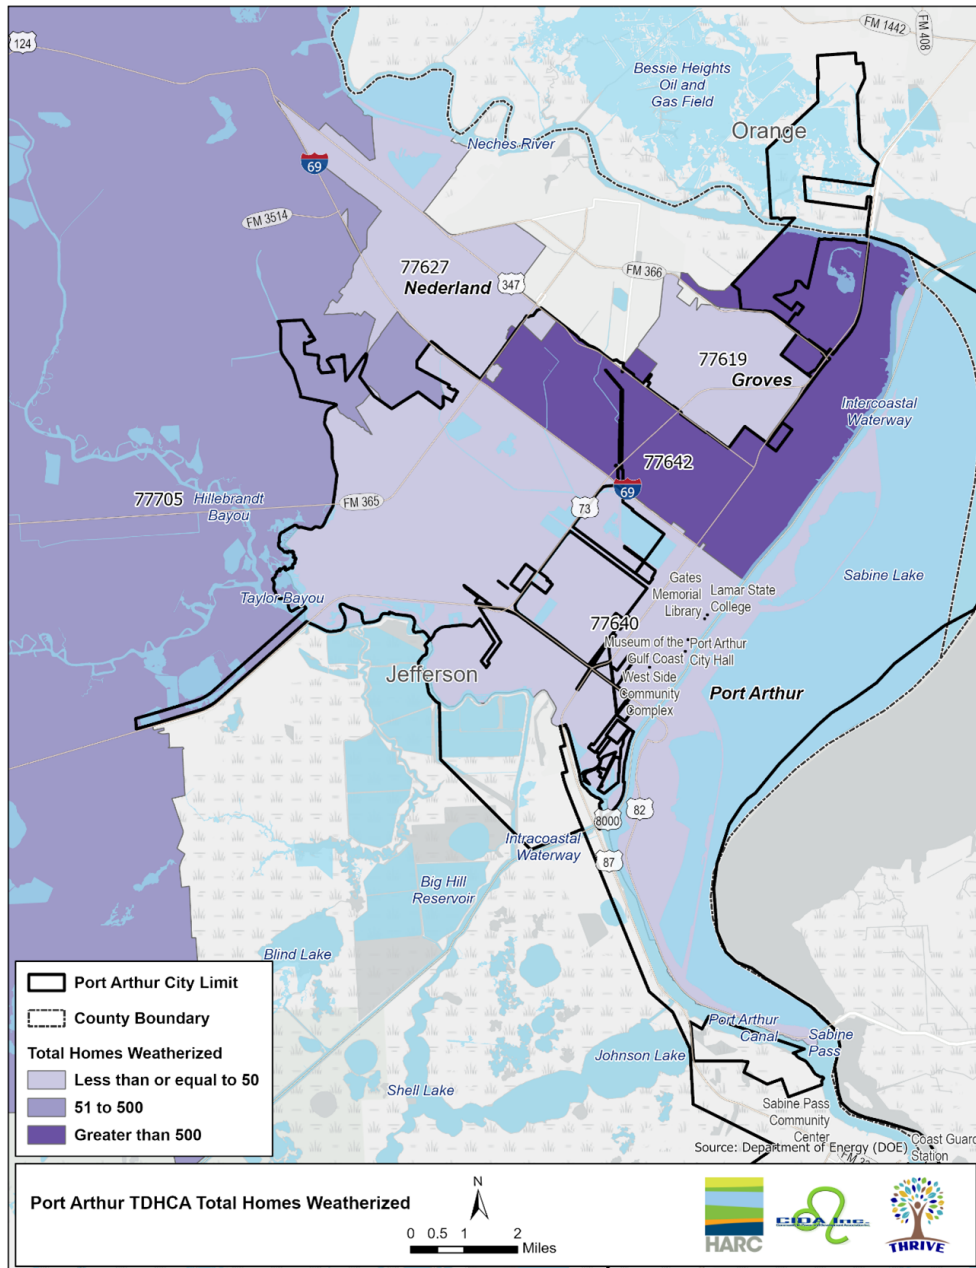 124
FM 1442
FM 408
Bessie Heights
Oil and
Gas Field
Orange
Neches River
69
FM 3514
77627
Nederland
347
FM 366
77619
Groves
Intercoastal
Waterway
77642
69
77705
Hillebrandt
Bayou
FM 365
73
Sabine Lake
Gates
Memorial
Library
Lamar State
College
Taylor Bayou
77640
Museum of the
Gulf Coast
Port Arthur
City Hall
West Side
Community
Complex
Jefferson
Port Arthur
8000
82
Intracoastal
Waterway
87
Big Hill
Reservoir
Blind Lake
Port Arthur
Canal
Sabine
Pass
Johnson Lake
Shell Lake
Sabine Pass
Community
Center
Coast Guard
Station
Source: Department of Energy (DOE)
Port Arthur City Limit
County Boundary
Total Homes Weatherized
Less than or equal to 50
51 to 500
Greater than 500
Port Arthur TDHCA Total Homes Weatherized
N
0 0.5 1 2
Miles
HARC
CIDA Inc.
THRIVE